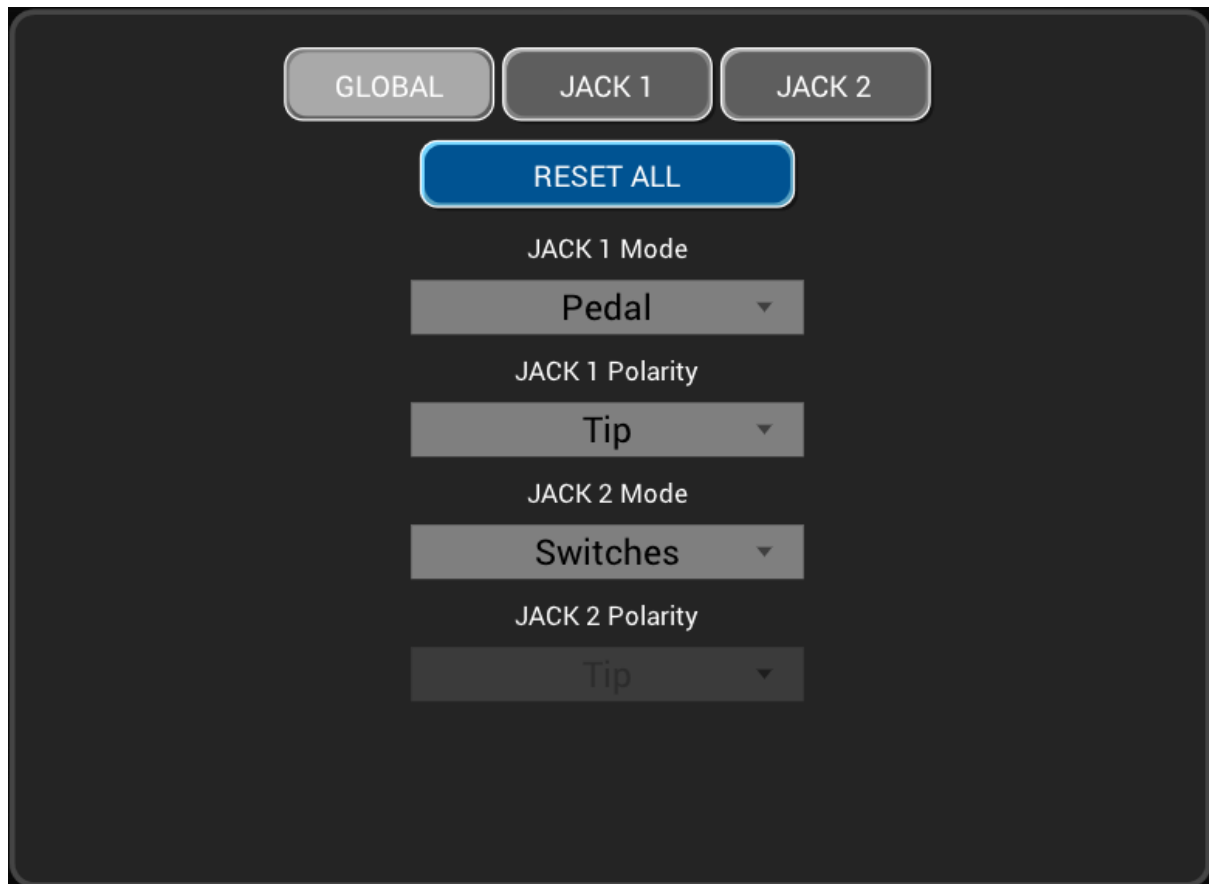 GLOBAL JACK 1 JACK 2
RESET ALL
JACK 1 Mode
Pedal
JACK 1 Polarity
Tip
JACK 2 Mode
Switches
JACK 2 Polarity
Tip